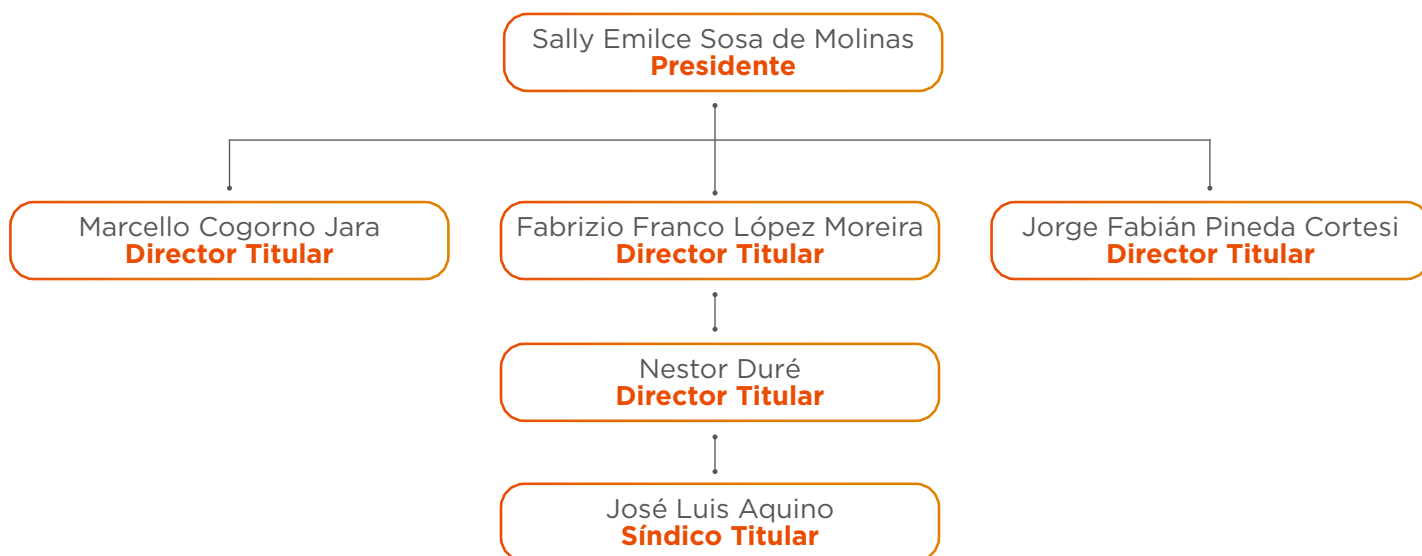 Sally Emilce Sosa de Molinas
Presidente
Marcello Cogorno Jara
Director Titular
Fabrizio Franco López Moreira
Director Titular
Jorge Fabián Pineda Cortesi
Director Titular
Nestor Duré
Director Titular
José Luis Aquino
Síndico Titular